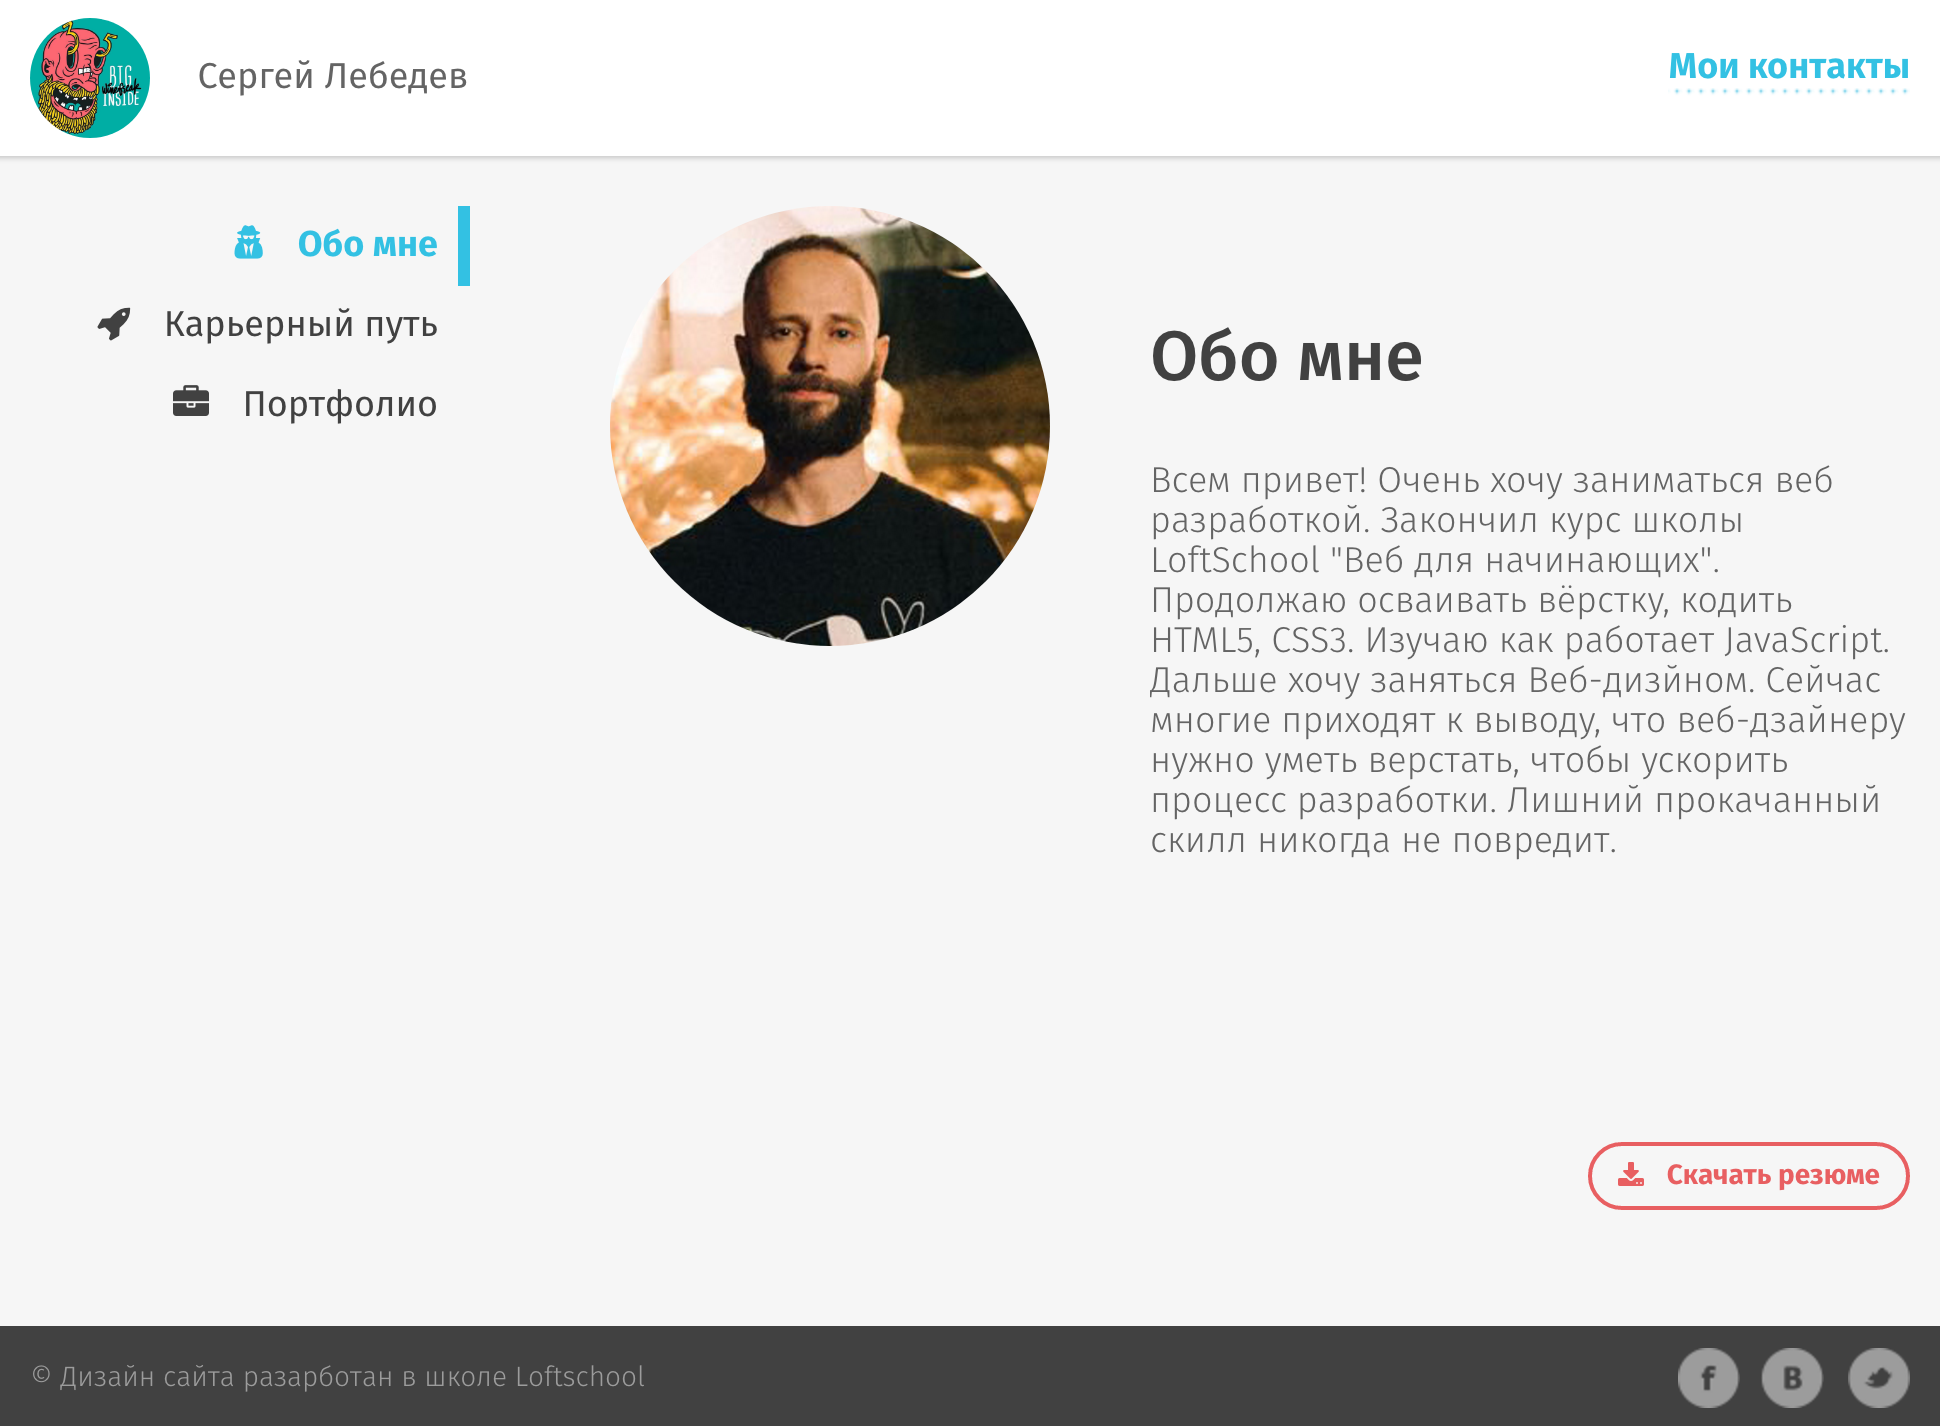 BIG
INSIDE
Сергей Лебедев
Мои контакты
Обо мне
Карьерный путь
Портфолио
Обо мне
Всем привет! Очень хочу заниматься веб
разработкой. Закончил курс школы
LoftSchool "Веб для начинающих".
Продолжаю осваивать вёрстку, кодить
HTML5, CSS3. Изучаю как работает JavaScript.
Дальше хочу заняться Веб-дизйном. Сейчас
многие приходят к выводу, что веб-дзайнеру
нужно уметь верстать, чтобы ускорить
процесс разработки. Лишний прокачанный
скилл никогда не повредит.
Скачать резюме
© Дизайн сайта разарботан в школе Loftschool